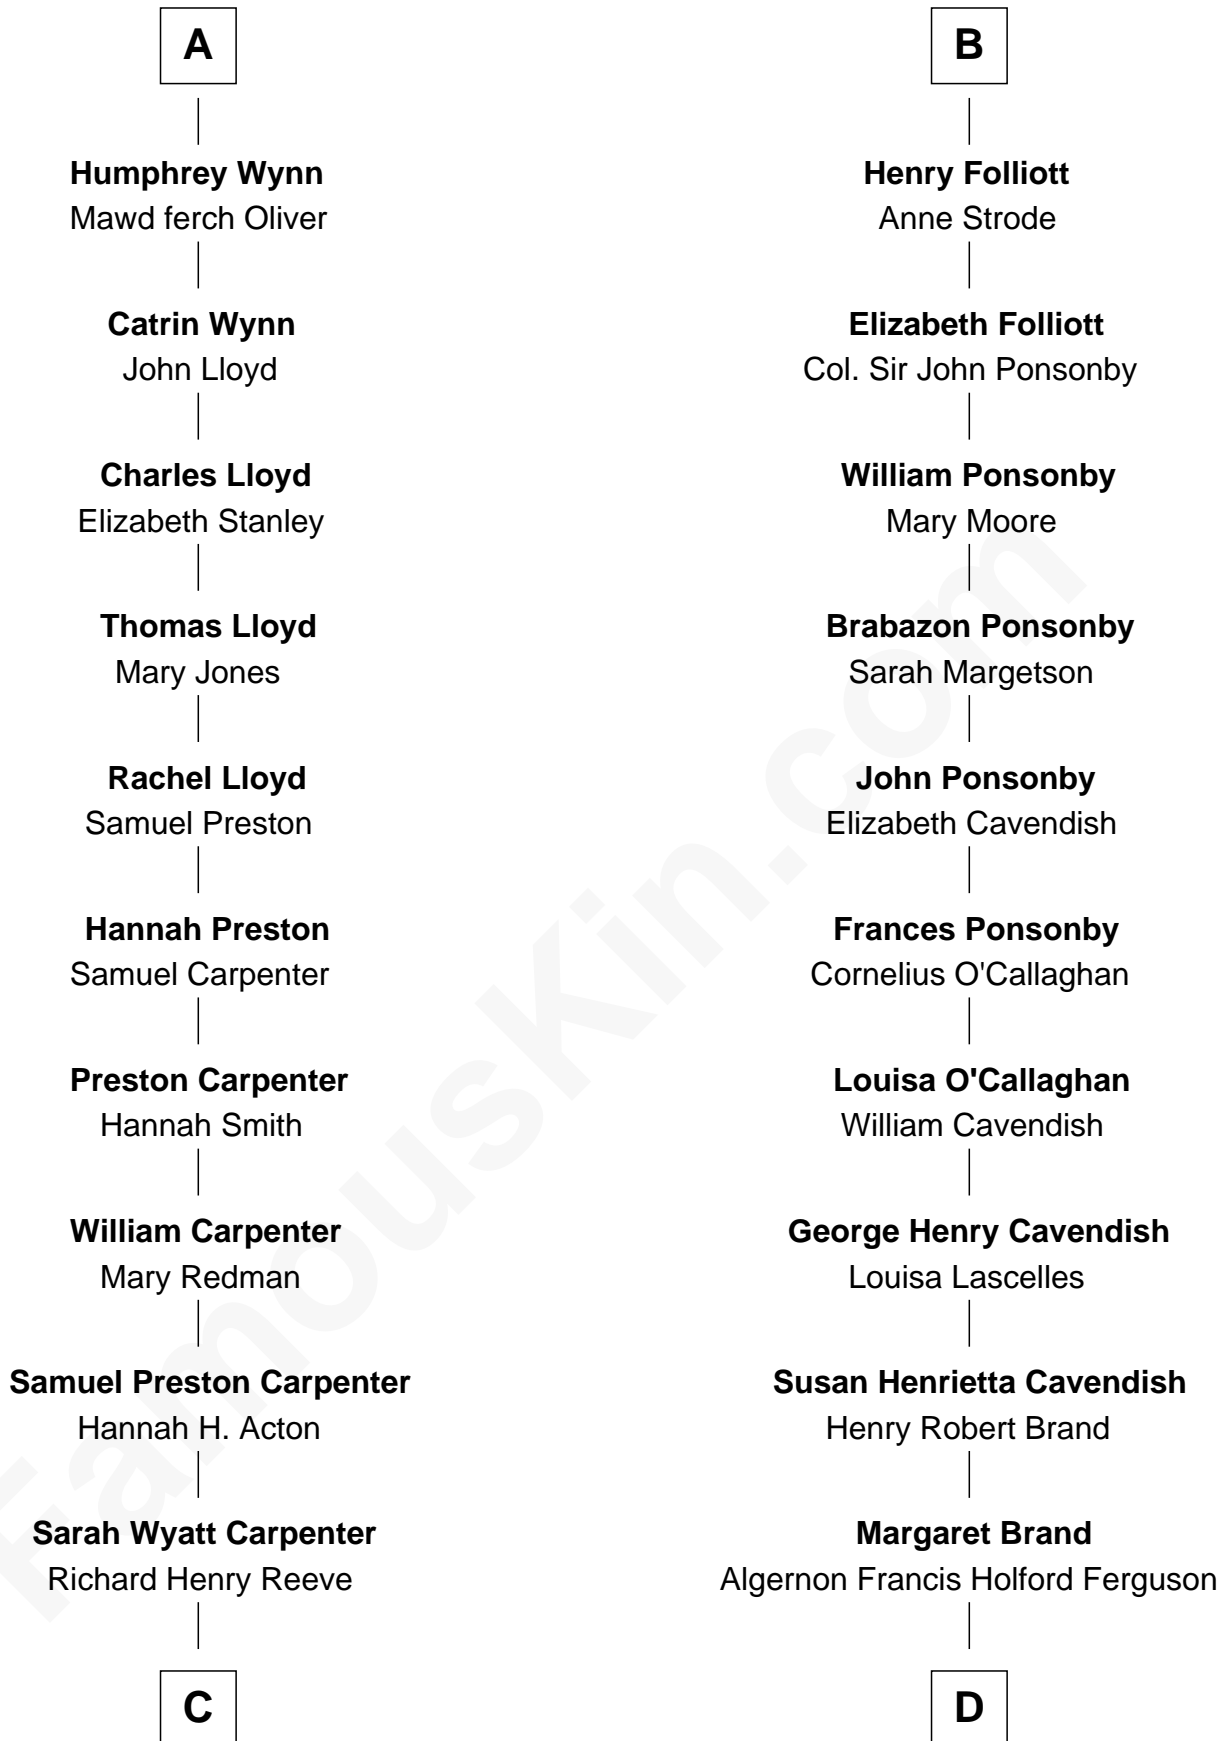 A
Humphrey Wynn
Mawd ferch Oliver
Catrin Wynn
John Lloyd
Charles Lloyd
Elizabeth Stanley
Thomas Lloyd
Mary Jones
Rachel Lloyd
Samuel Preston
Hannah Preston
Samuel Carpenter
Preston Carpenter
Hannah Smith
William Carpenter
Mary Redman
Samuel Preston Carpenter
Hannah H. Acton
Sarah Wyatt Carpenter
Richard Henry Reeve
C
B
Henry Folliott
Anne Strode
Elizabeth Folliott
Col. Sir John Ponsonby
William Ponsonby
Mary Moore
Brabazon Ponsonby
Sarah Margetson
John Ponsonby
Elizabeth Cavendish
Frances Ponsonby
Cornelius O'Callaghan
Louisa O'Callaghan
William Cavendish
George Henry Cavendish
Louisa Lascelles
Susan Henrietta Cavendish
Henry Robert Brand
Margaret Brand
Algernon Francis Holford Ferguson
D
FamousKin.com